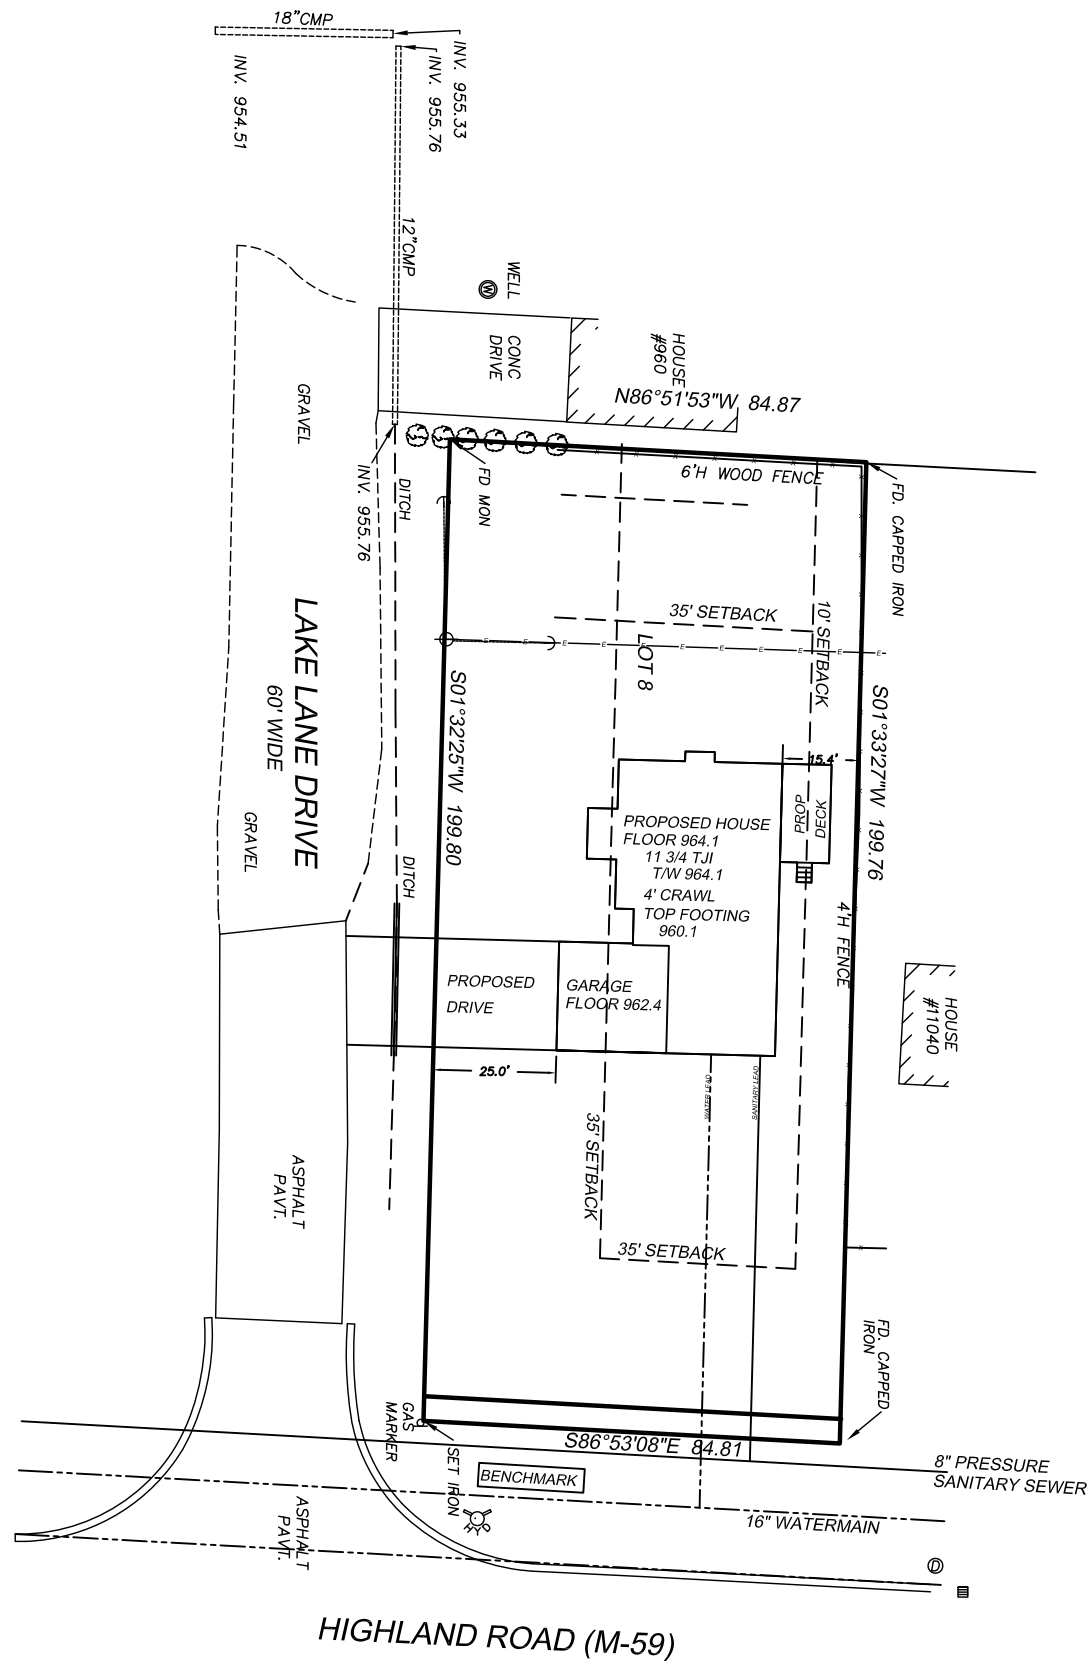 18"CMP
INV. 954.51
INV. 955.33
INV. 955.76
12"CMP
WELL
W
CONC
DRIVE
HOUSE
#960
N86°51'53"W 84.87
GRAVEL
INV. 955.76
DITCH
FD MON
6'H WOOD FENCE
FD. CAPPED IRON
35' SETBACK
10' SETBACK
LOT 8
E E E E E E E E E E
LAKE LANE DRIVE
60' WIDE
S01°32'25"W 199.80
S01°33'27"W 199.76
15.4'
PROP
DECK
PROPOSED HOUSE
FLOOR 964.1
11 3/4 TJI
T/W 964.1
4' CRAWL
TOP FOOTING
960.1
GRAVEL
DITCH
4'H FENCE
HOUSE
#11040
PROPOSED
DRIVE
GARAGE
FLOOR 962.4
25.0'
WATER LEAD
SANITARY LEAD
35' SETBACK
ASPHALT
PAVT.
35' SETBACK
FD. CAPPED
IRON
GAS
MARKER
SET IRON
S86°53'08"E 84.81
BENCHMARK
HYD
8" PRESSURE
SANITARY SEWER
16" WATERMAIN
ASPHALT
PAVT.
D
HIGHLAND ROAD (M-59)